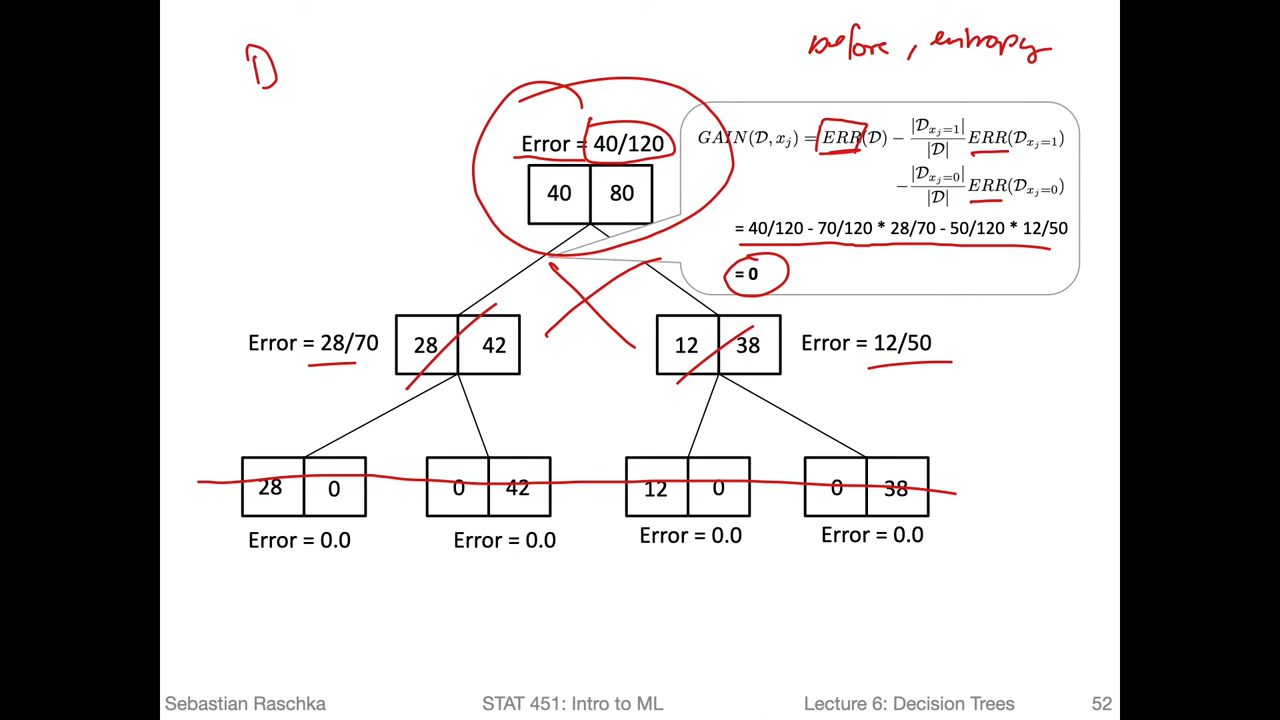 D
before, entropy
Error = 40/120
40 80
GAIN(𝒟, x_j) = ERR(𝒟) − |𝒟_{x_j=1}|/|𝒟| ERR(𝒟_{x_j=1})
− |𝒟_{x_j=0}|/|𝒟| ERR(𝒟_{x_j=0})
= 40/120 - 70/120 * 28/70 - 50/120 * 12/50
= 0
Error = 28/70
28 42
12 38
Error = 12/50
28 0
0 42
12 0
0 38
Error = 0.0
Error = 0.0
Error = 0.0
Error = 0.0
Sebastian Raschka
STAT 451: Intro to ML
Lecture 6: Decision Trees
52